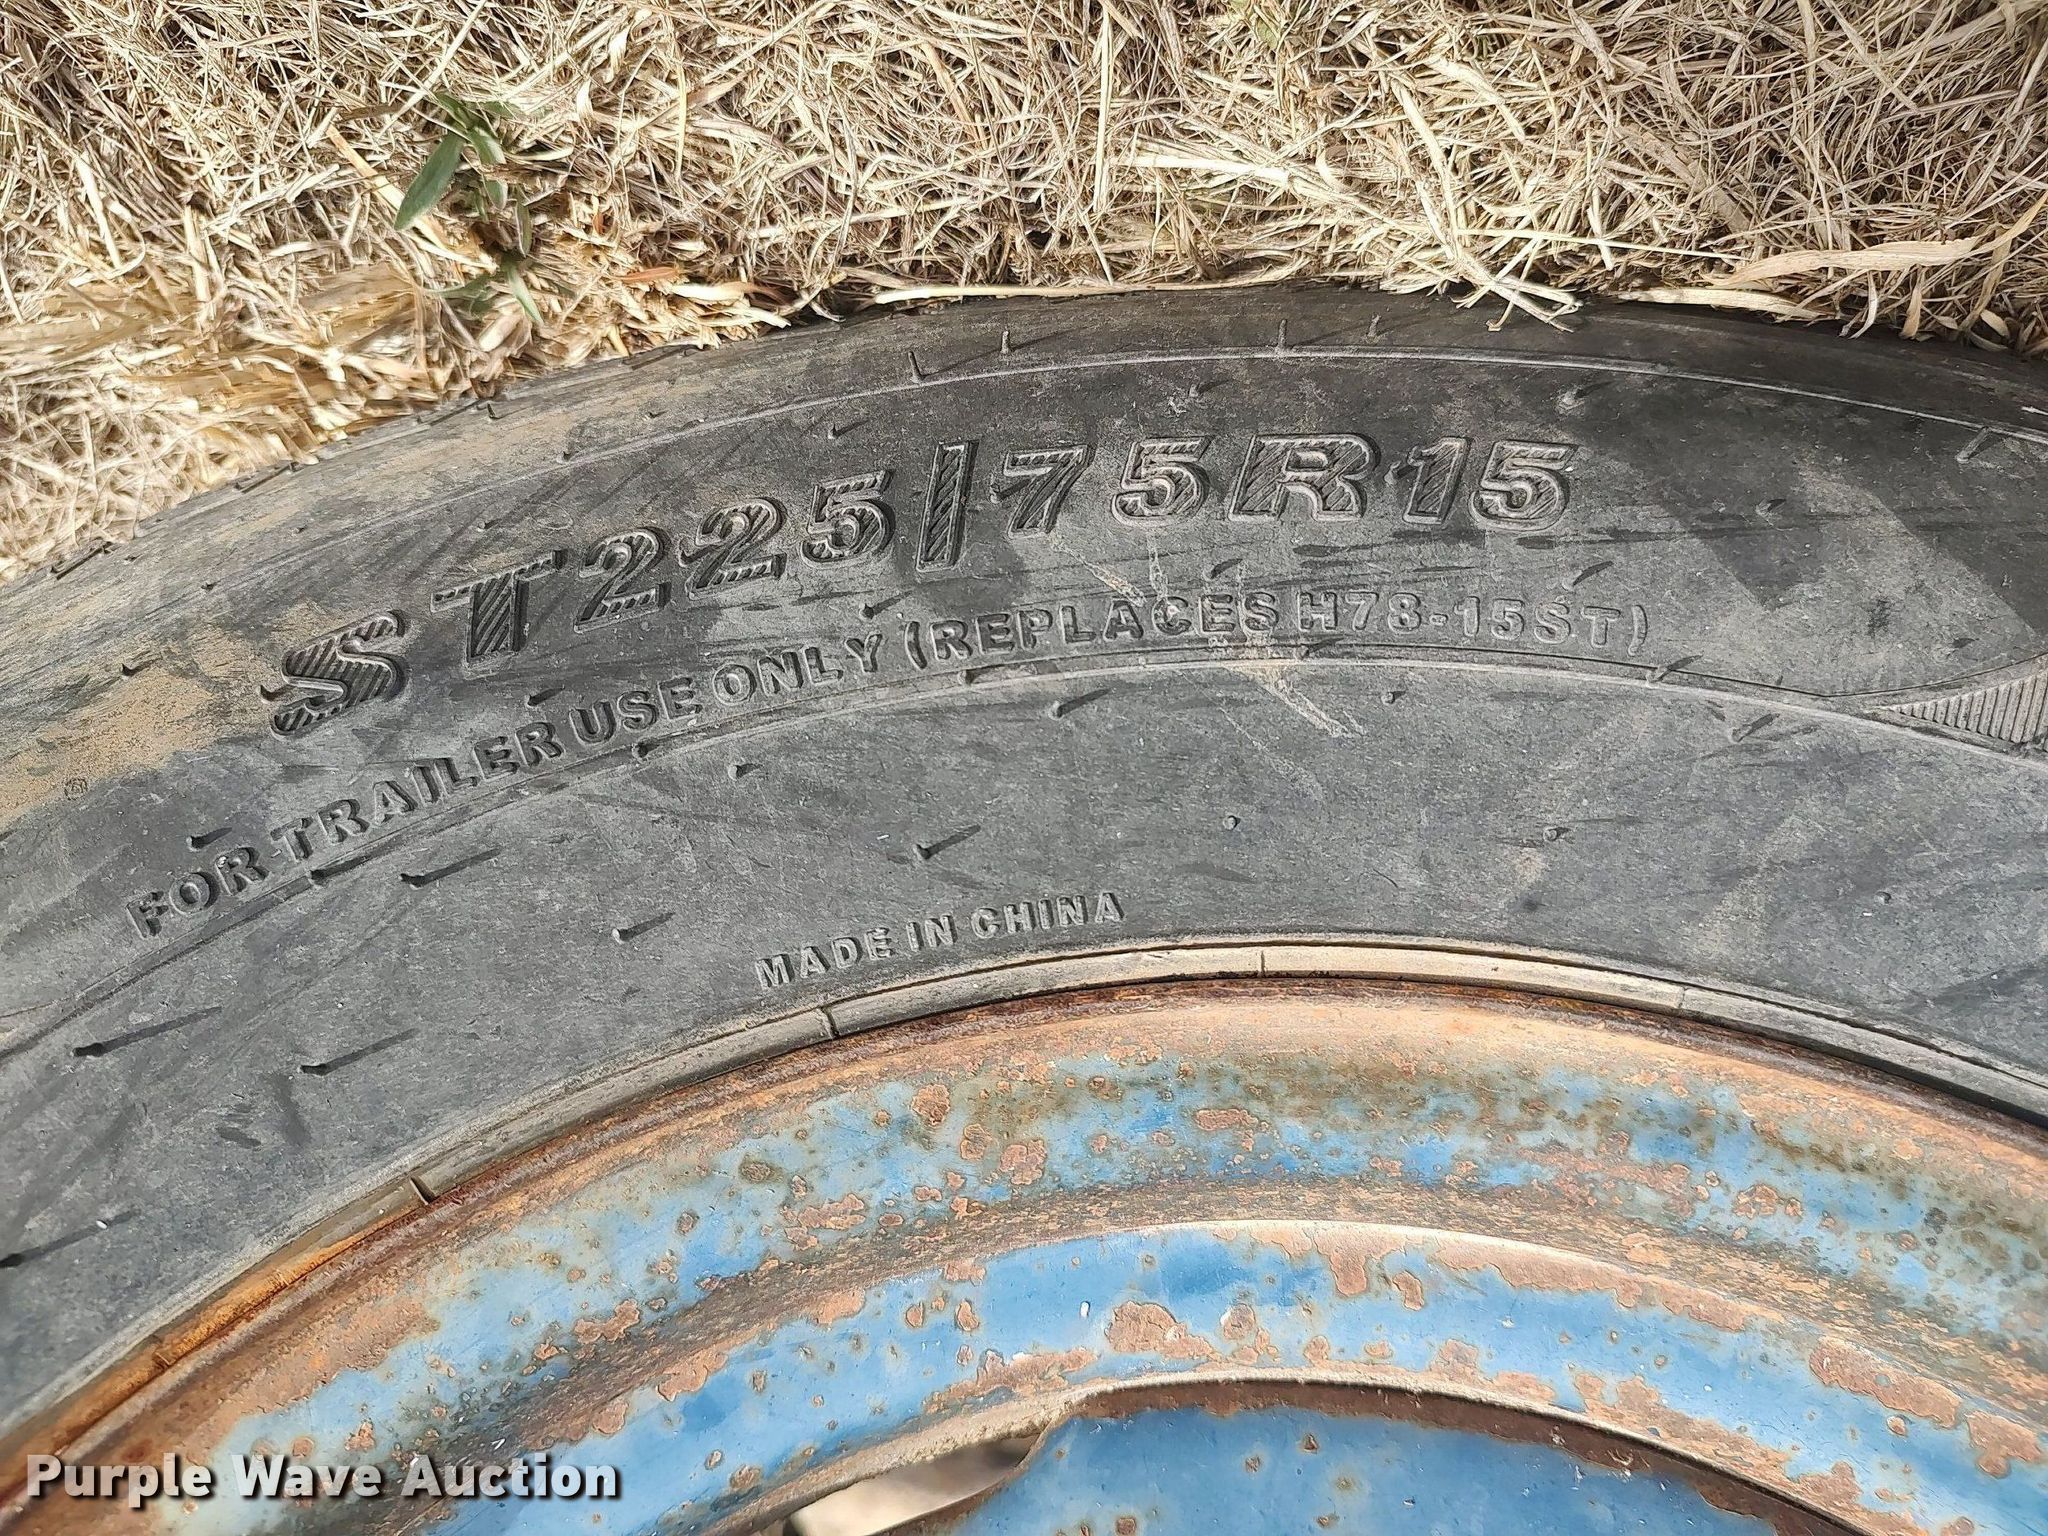 ST225/75R15
FOR TRAILER USE ONLY (REPLACES H78-15ST)
MADE IN CHINA
Purple Wave Auction